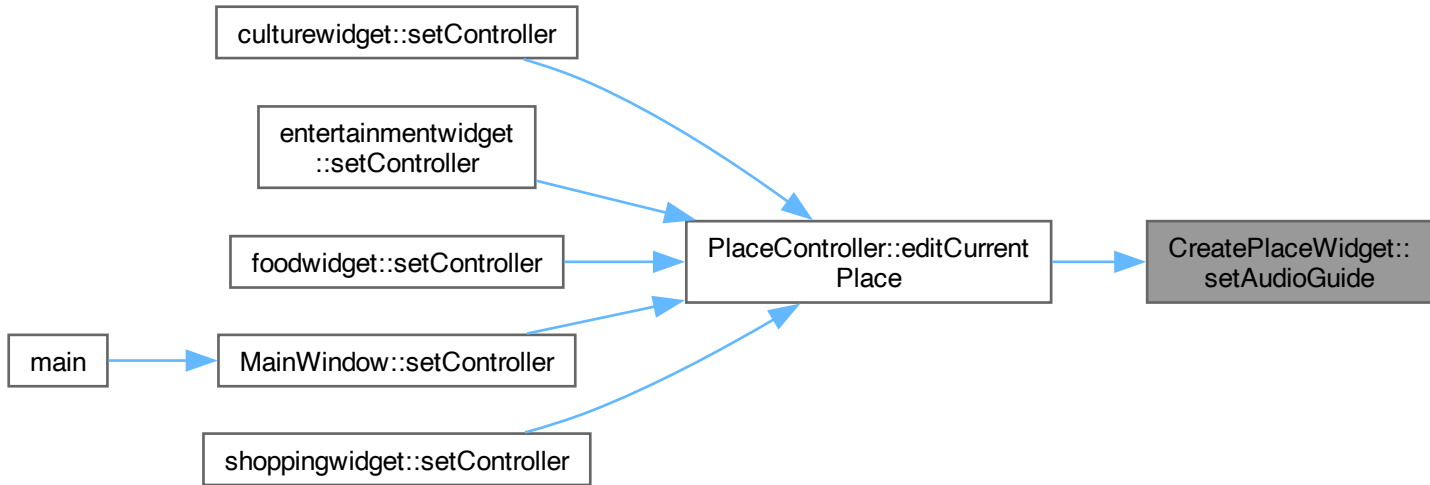 culturewidget::setController
entertainmentwidget
::setController
foodwidget::setController
main
MainWindow::setController
shoppingwidget::setController
PlaceController::editCurrent
Place
CreatePlaceWidget::
setAudioGuide